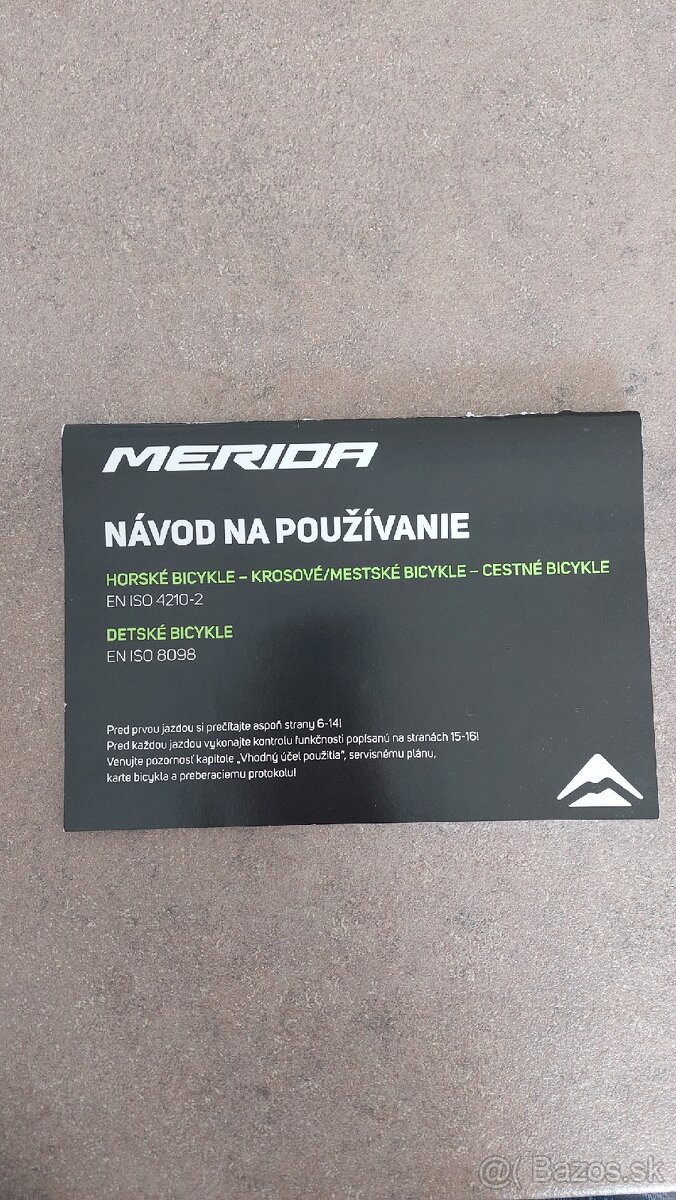 MERIDA
NÁVOD NA POUŽÍVANIE
HORSKÉ BICYKLE – KROSOVÉ/MESTSKÉ BICYKLE – CESTNÉ BICYKLE
EN ISO 4210-2
DETSKÉ BICYKLE
EN ISO 8098
Pred prvou jazdou si prečítajte aspoň strany 6-14!
Pred každou jazdou vykonajte kontrolu funkčnosti popísanú na stranách 15-16!
Venujte pozornosť kapitole „Vhodný účel použitia", servisnému plánu,
karte bicykla a preberaciemu protokolu!
@( Bazos.sk